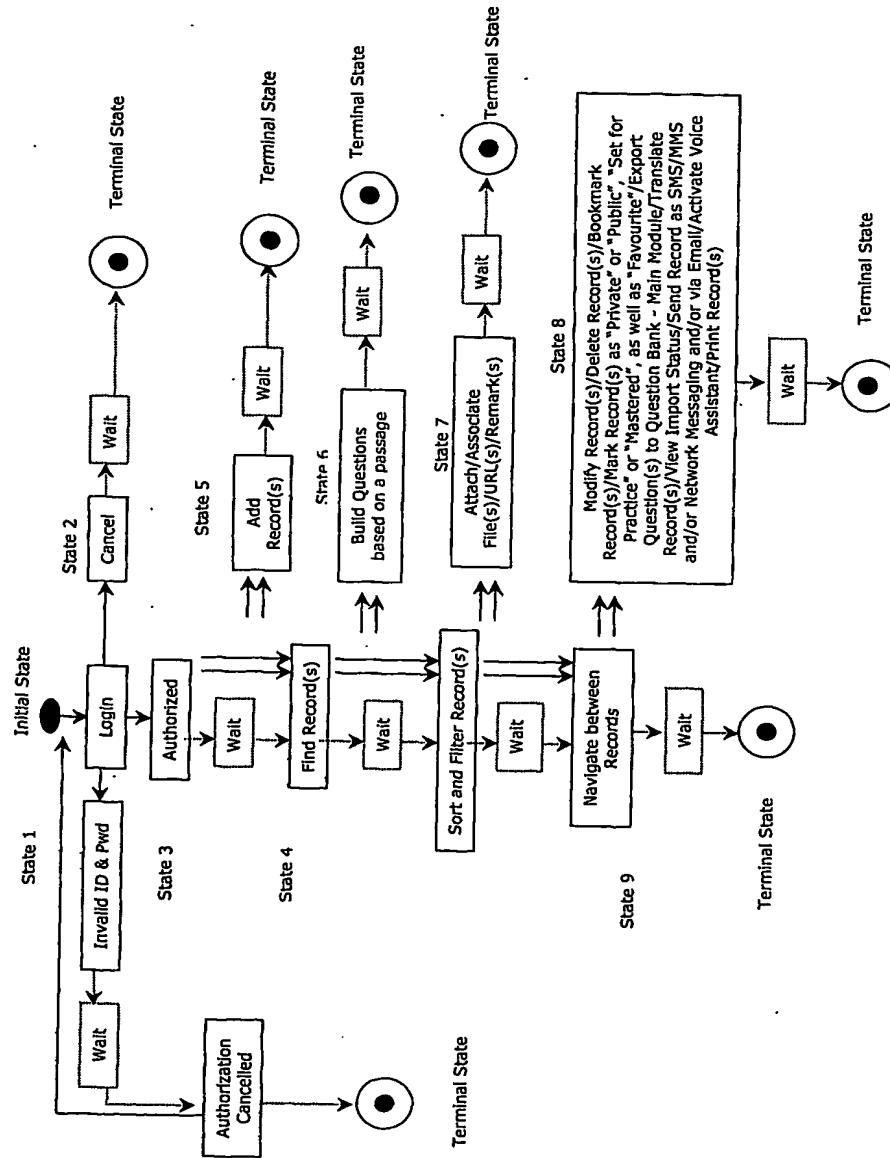 Initial State
State 1
LogIn
State 2
Cancel
Wait
Terminal State
Invalid ID & Pwd
Wait
Authorization
Cancelled
Terminal State
State 3
Authorized
Wait
State 4
Find Record(s)
Wait
Sort and Filter Record(s)
Wait
Navigate between
Records
State 9
Wait
Terminal State
State 5
Add
Record(s)
Wait
Terminal State
State 6
Build Questions
based on a passage
Wait
Terminal State
State 7
Attach/Associate
File(s)/URL(s)/Remark(s)
Wait
Terminal State
State 8
Modify Record(s)/Delete Record(s)/Bookmark
Record(s)/Mark Record(s) as "Private" or "Public", "Set for
Practice" or "Mastered", as well as "Favourite"/Export
Question(s) to Question Bank - Main Module/Translate
Record(s)/View Import Status/Send Record as SMS/MMS
and/or Network Messaging and/or via Email/Activate Voice
Assistant/Print Record(s)
Wait
Terminal State